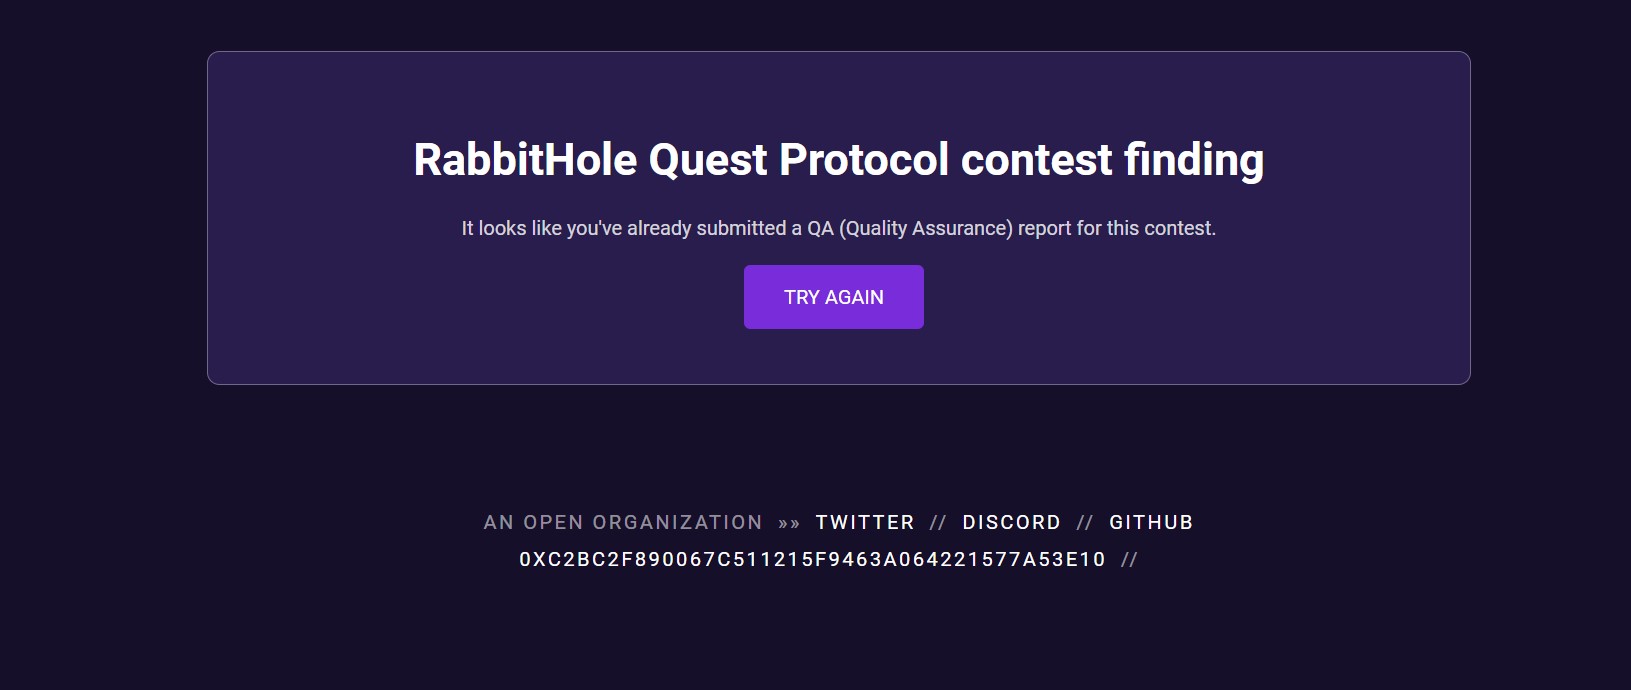 RabbitHole Quest Protocol contest finding
It looks like you've already submitted a QA (Quality Assurance) report for this contest.
TRY AGAIN
AN OPEN ORGANIZATION »» TWITTER // DISCORD // GITHUB
0XC2BC2F890067C511215F9463A064221577A53E10 //